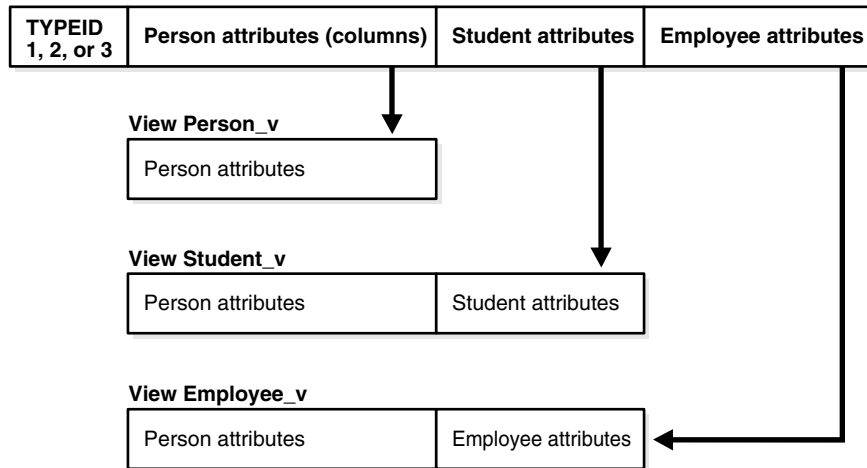 TYPEID
1, 2, or 3
Person attributes (columns)
Student attributes
Employee attributes
View Person_v
Person attributes
View Student_v
Person attributes
Student attributes
View Employee_v
Person attributes
Employee attributes